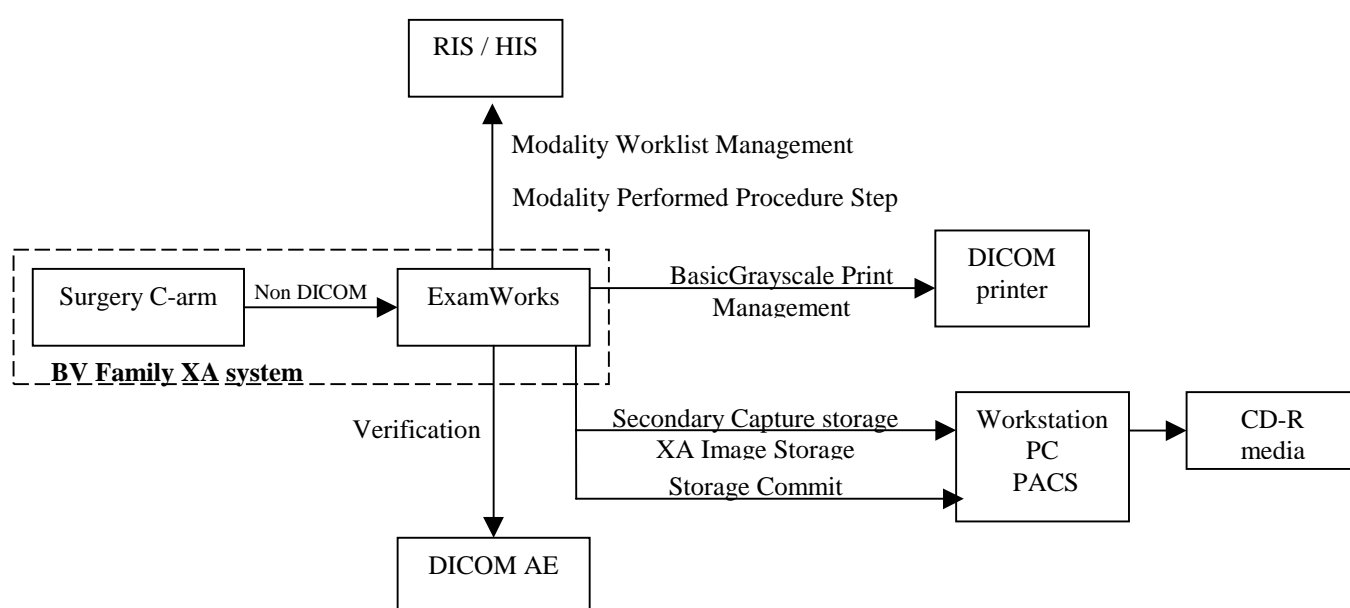 RIS / HIS
Modality Worklist Management
Modality Performed Procedure Step
Surgery C-arm
Non DICOM
ExamWorks
BV Family XA system
BasicGrayscale Print
Management
DICOM
printer
Verification
Secondary Capture storage
XA Image Storage
Storage Commit
Workstation
PC
PACS
CD-R
media
DICOM AE